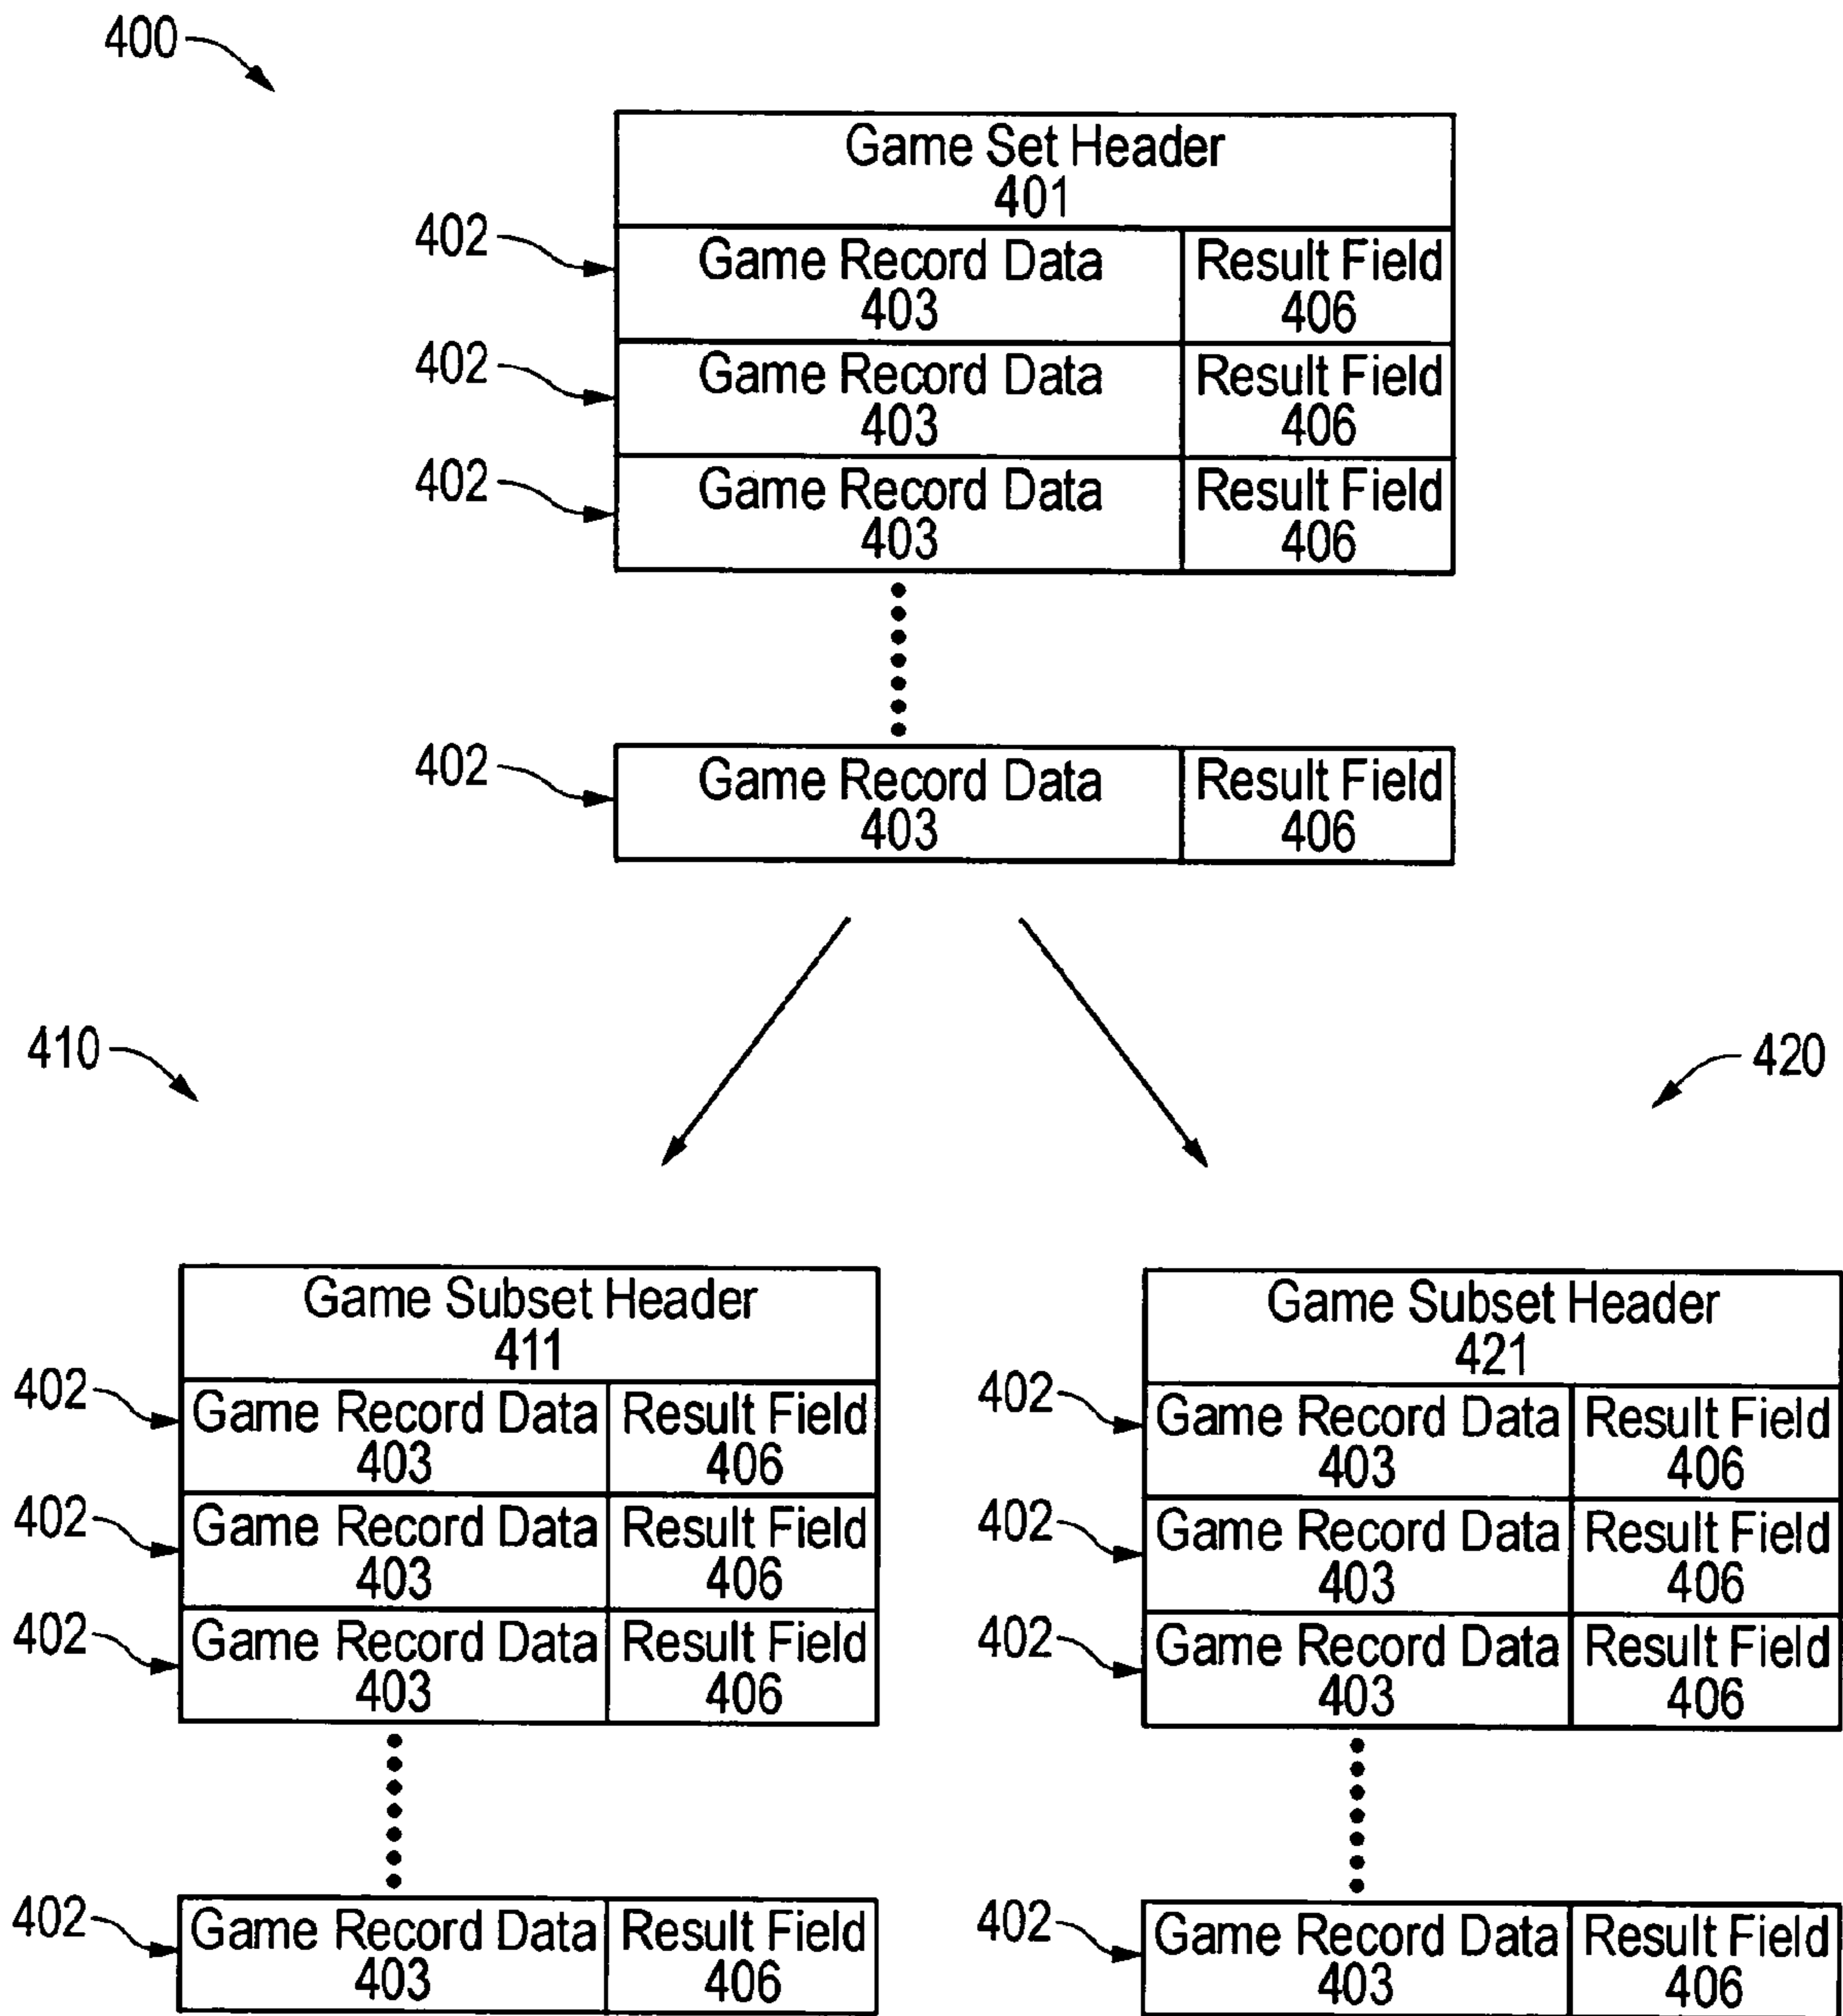 400
Game Set Header
401
402
Game Record Data Result Field
403 406
402
Game Record Data Result Field
403 406
402
Game Record Data Result Field
403 406
402
Game Record Data Result Field
403 406
410
420
Game Subset Header
411
402
Game Record Data Result Field
403 406
402
Game Record Data Result Field
403 406
402
Game Record Data Result Field
403 406
402
Game Record Data Result Field
403 406
Game Subset Header
421
402
Game Record Data Result Field
403 406
402
Game Record Data Result Field
403 406
402
Game Record Data Result Field
403 406
402
Game Record Data Result Field
403 406